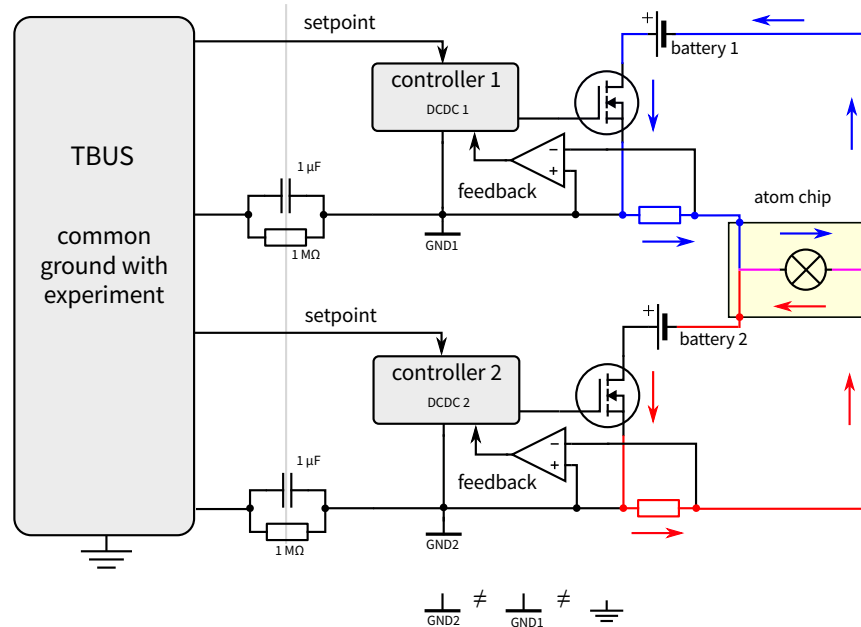 setpoint
controller 1
DCDC 1
+
battery 1
TBUS
common
ground with
experiment
1 µF
1 MΩ
−
+
feedback
GND1
atom chip
setpoint
+
battery 2
controller 2
DCDC 2
1 µF
1 MΩ
−
+
feedback
GND2
GND2 ≠ GND1 ≠